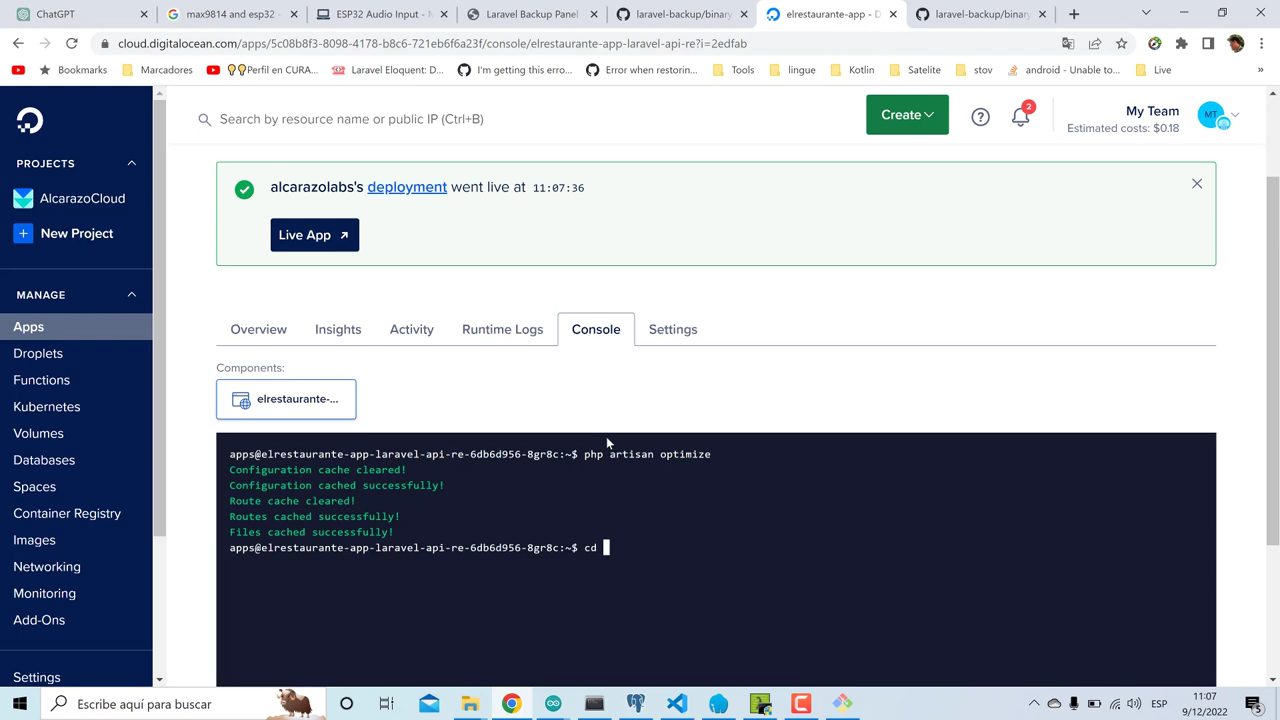 ChatGPT
max9814 and esp32 -
ESP32 Audio Input - M
Laravel Backup Panel
laravel-backup/binary
elrestaurante-app - D
laravel-backup/binary
cloud.digitalocean.com/apps/5c08b8f3-8098-4178-b8c6-721eb6f6a23f/console/elrestaurante-app-laravel-api-re?i=2edfab
Bookmarks
Marcadores
Perfil en CURA...
Laravel Eloquent: D...
I'm getting this erro...
Error when restorin...
Tools
lingue
Kotlin
Satelite
stov
android - Unable to...
Live
»
Search by resource name or public IP (Ctrl+B)
Create
2
My Team
Estimated costs: $0.18
MT
PROJECTS
AlcarazoCloud
New Project
MANAGE
Apps
Droplets
Functions
Kubernetes
Volumes
Databases
Spaces
Container Registry
Images
Networking
Monitoring
Add-Ons
Settings
alcarazolabs's deployment went live at 11:07:36
Live App
Overview
Insights
Activity
Runtime Logs
Console
Settings
Components:
elrestaurante-...
apps@elrestaurante-app-laravel-api-re-6db6d956-8gr8c:~$ php artisan optimize
Configuration cache cleared!
Configuration cached successfully!
Route cache cleared!
Routes cached successfully!
Files cached successfully!
apps@elrestaurante-app-laravel-api-re-6db6d956-8gr8c:~$ cd
Escribe aquí para buscar
ESP
11:07
9/12/2022
5